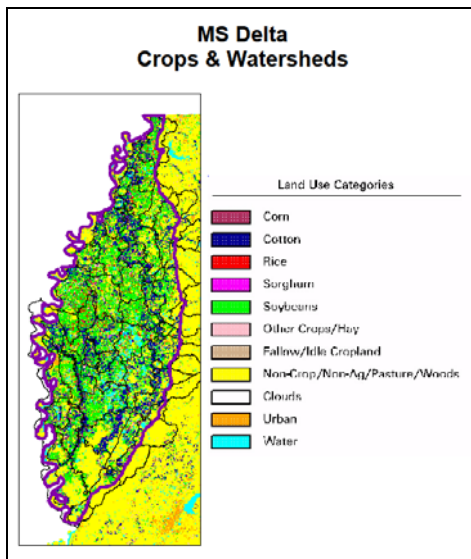 MS Delta
Crops & Watersheds
Land Use Categories
Corn
Cotton
Rice
Sorghum
Soybeans
Other Crops/Hay
Fallow/Idle Cropland
Non-Crop/Non-Ag/Pasture/Woods
Clouds
Urban
Water